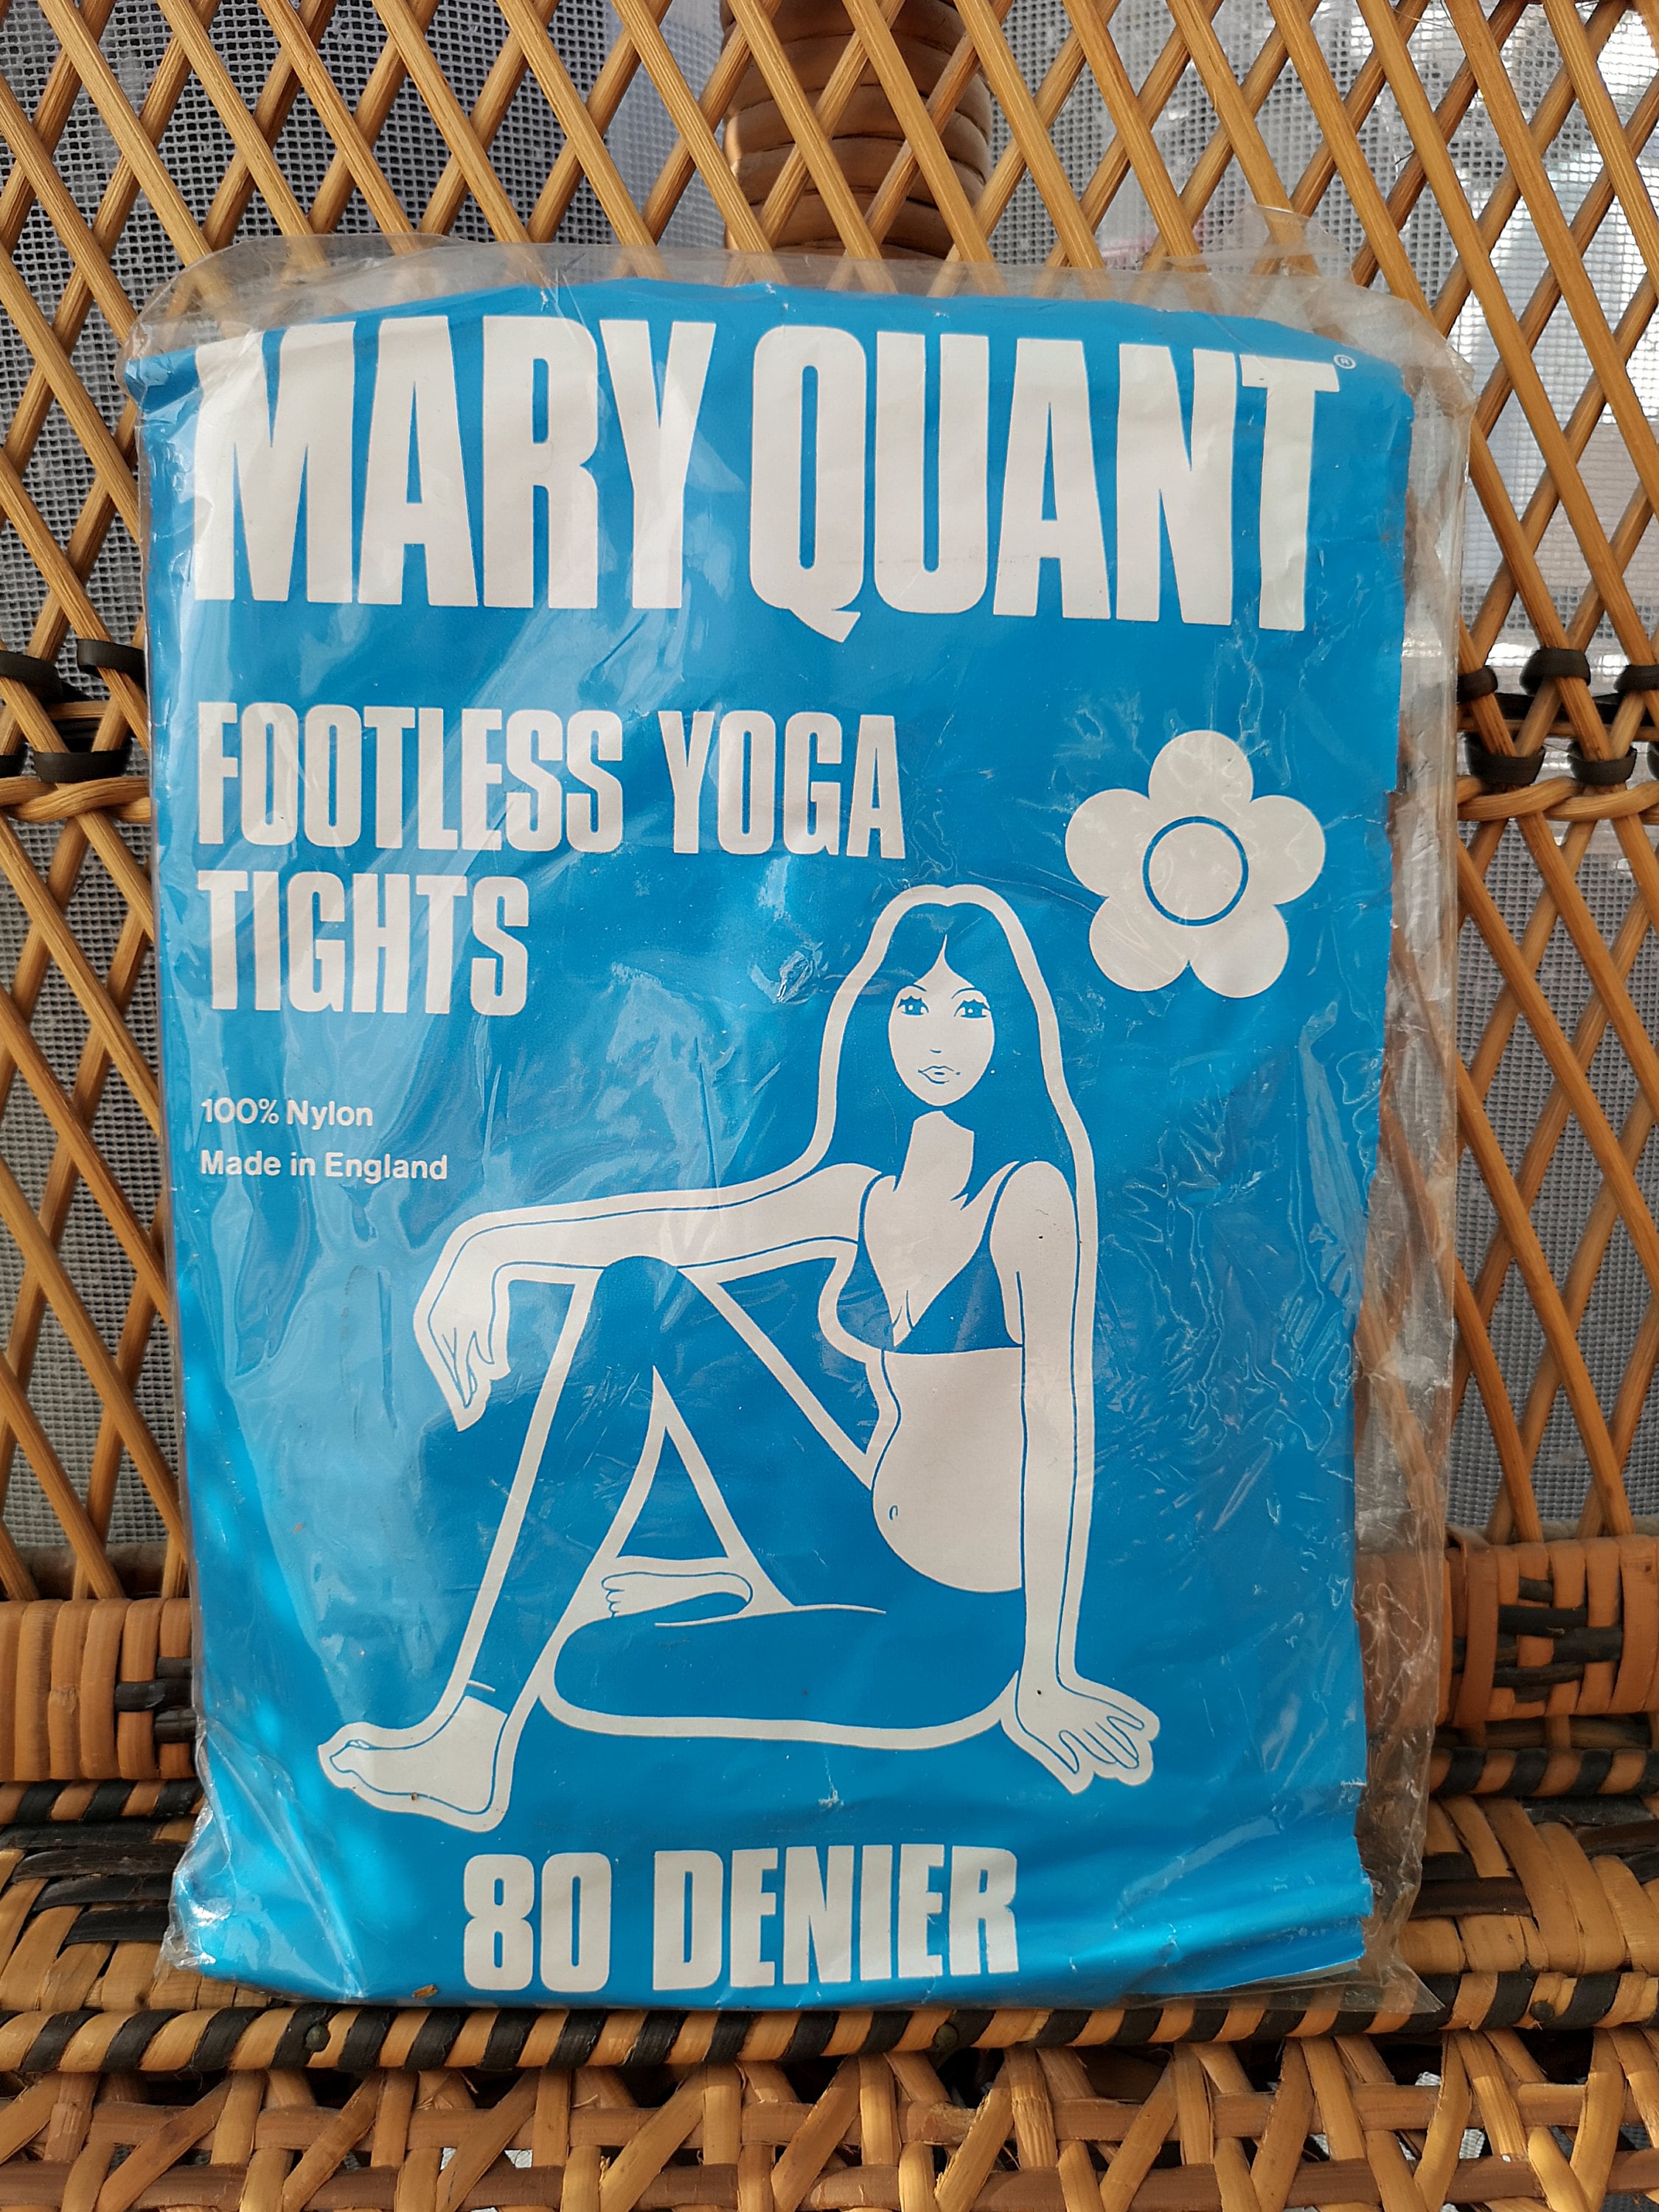 MARY QUANT®
FOOTLESS YOGA
TIGHTS
100% Nylon
Made in England
80 DENIER